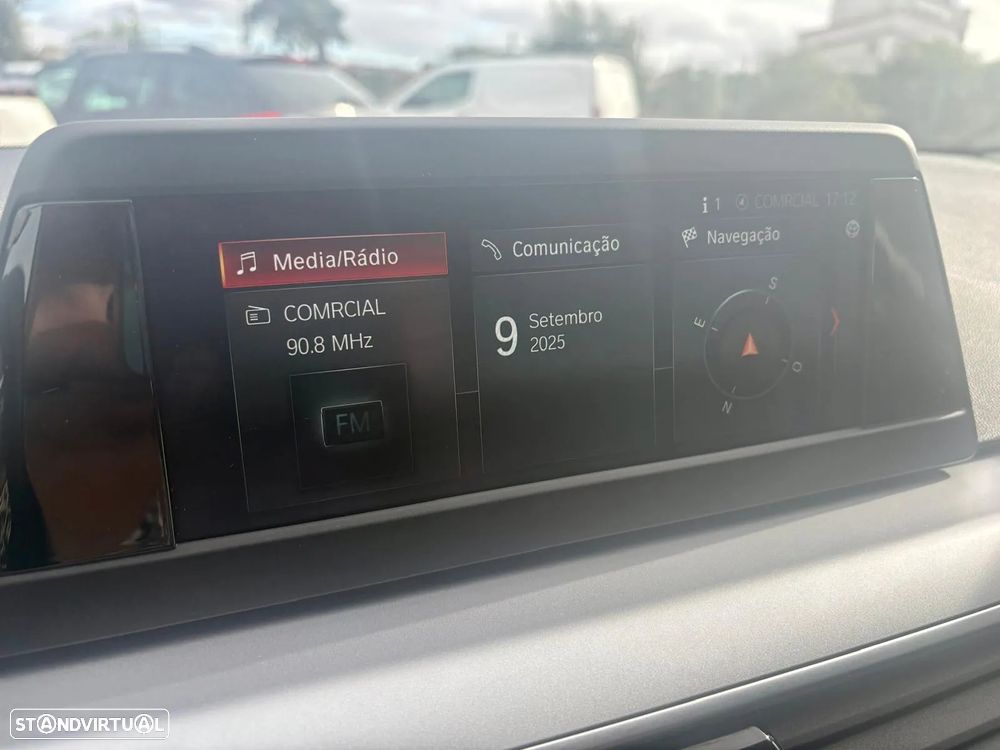 i 1 COMRCIAL 17:12
Media/Rádio
COMRCIAL
90.8 MHz
FM
Comunicação
9 Setembro
2025
Navegação
S
E
O
N
STANDVIRTUAL